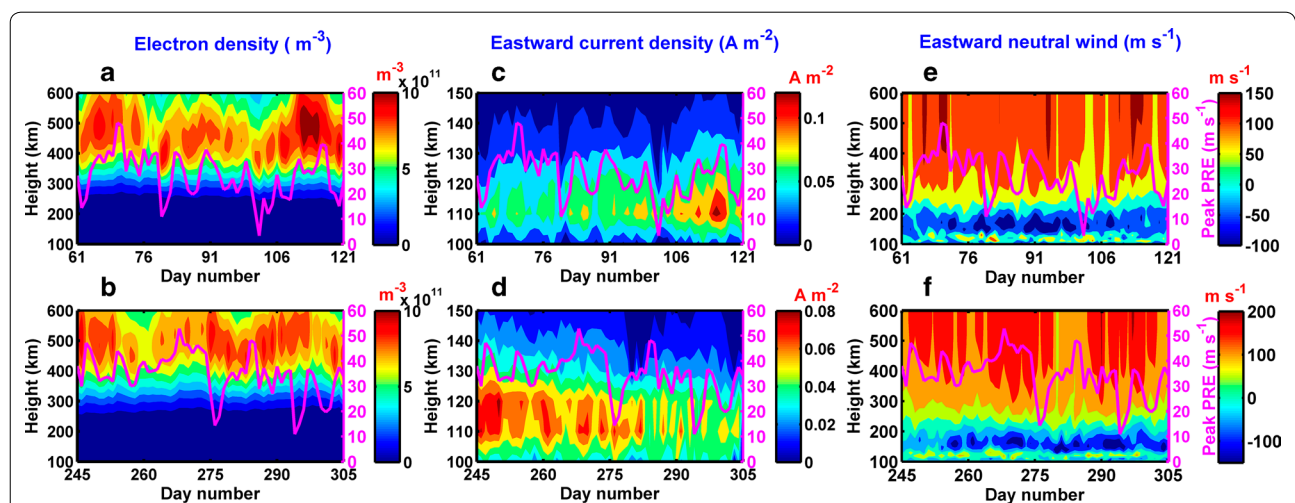 Electron density ( m⁻³) Eastward current density (A m⁻²) Eastward neutral wind (m s⁻¹)
a m⁻³ x 10¹¹ c A m⁻² e m s⁻¹
600 60 10 150 60 0.1 600 60 150
500 50 140 50 500 50 100
400 40 130 40 400 40 50
300 30 5 120 30 0.05 300 30 0
200 20 110 20 200 20 -50
100 10 0 100 10 0 100 10 -100
0 0 0
Height (km) Height (km) Height (km) Peak PRE (m s⁻¹)
61 76 91 106 121 61 76 91 106 121 61 76 91 106 121
Day number Day number Day number
b m⁻³ x 10¹¹ d A m⁻² f m s⁻¹
600 60 10 150 60 0.08 600 60 200
500 50 140 50 0.06 500 50 100
400 40 130 40 0.04 400 40 0
300 30 5 120 30 0.02 300 30 -100
200 20 110 20 0 200 20
100 10 0 100 10 100 10
0 0 0
Height (km) Height (km) Height (km) Peak PRE (m s⁻¹)
245 260 275 290 305 245 260 275 290 305 245 260 275 290 305
Day number Day number Day number